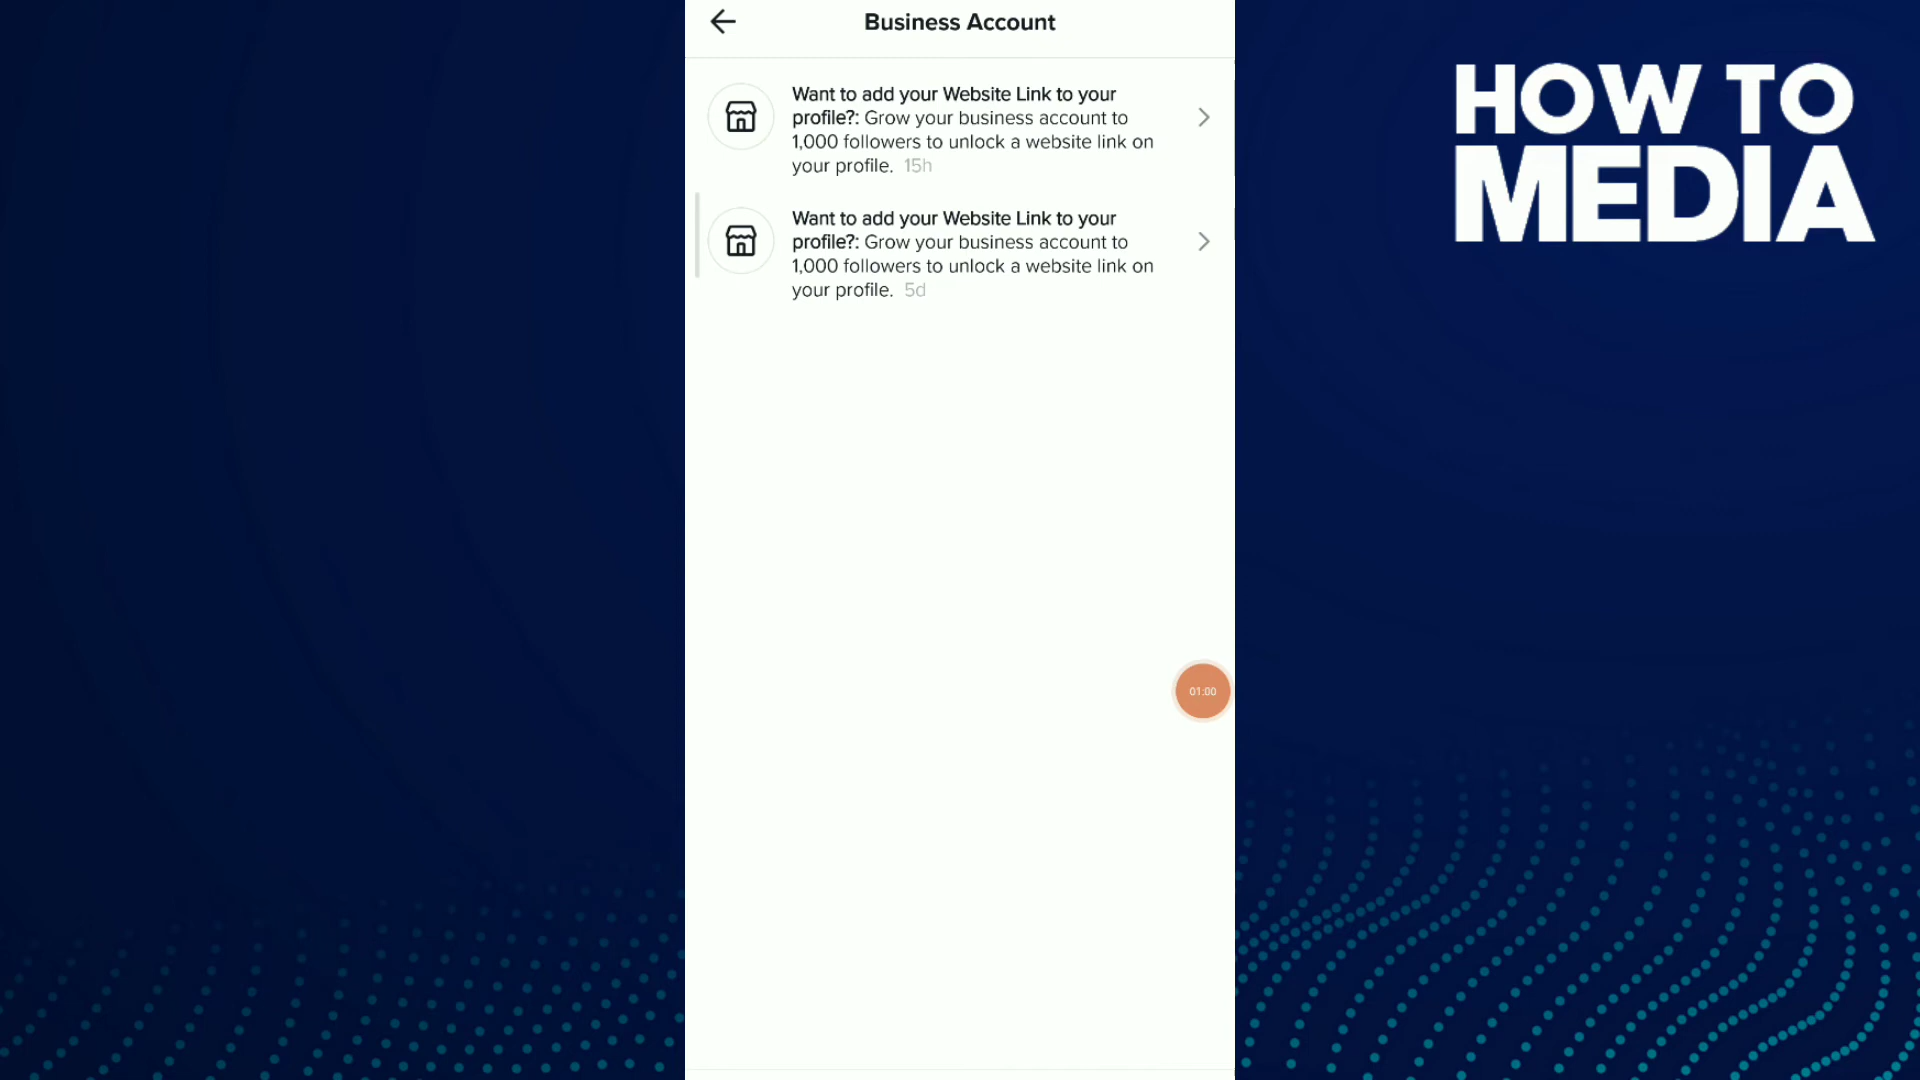 Business Account
Want to add your Website Link to your
profile?: Grow your business account to
1,000 followers to unlock a website link on
your profile. 15h
Want to add your Website Link to your
profile?: Grow your business account to
1,000 followers to unlock a website link on
your profile. 5d
01:00
HOW TO
MEDIA